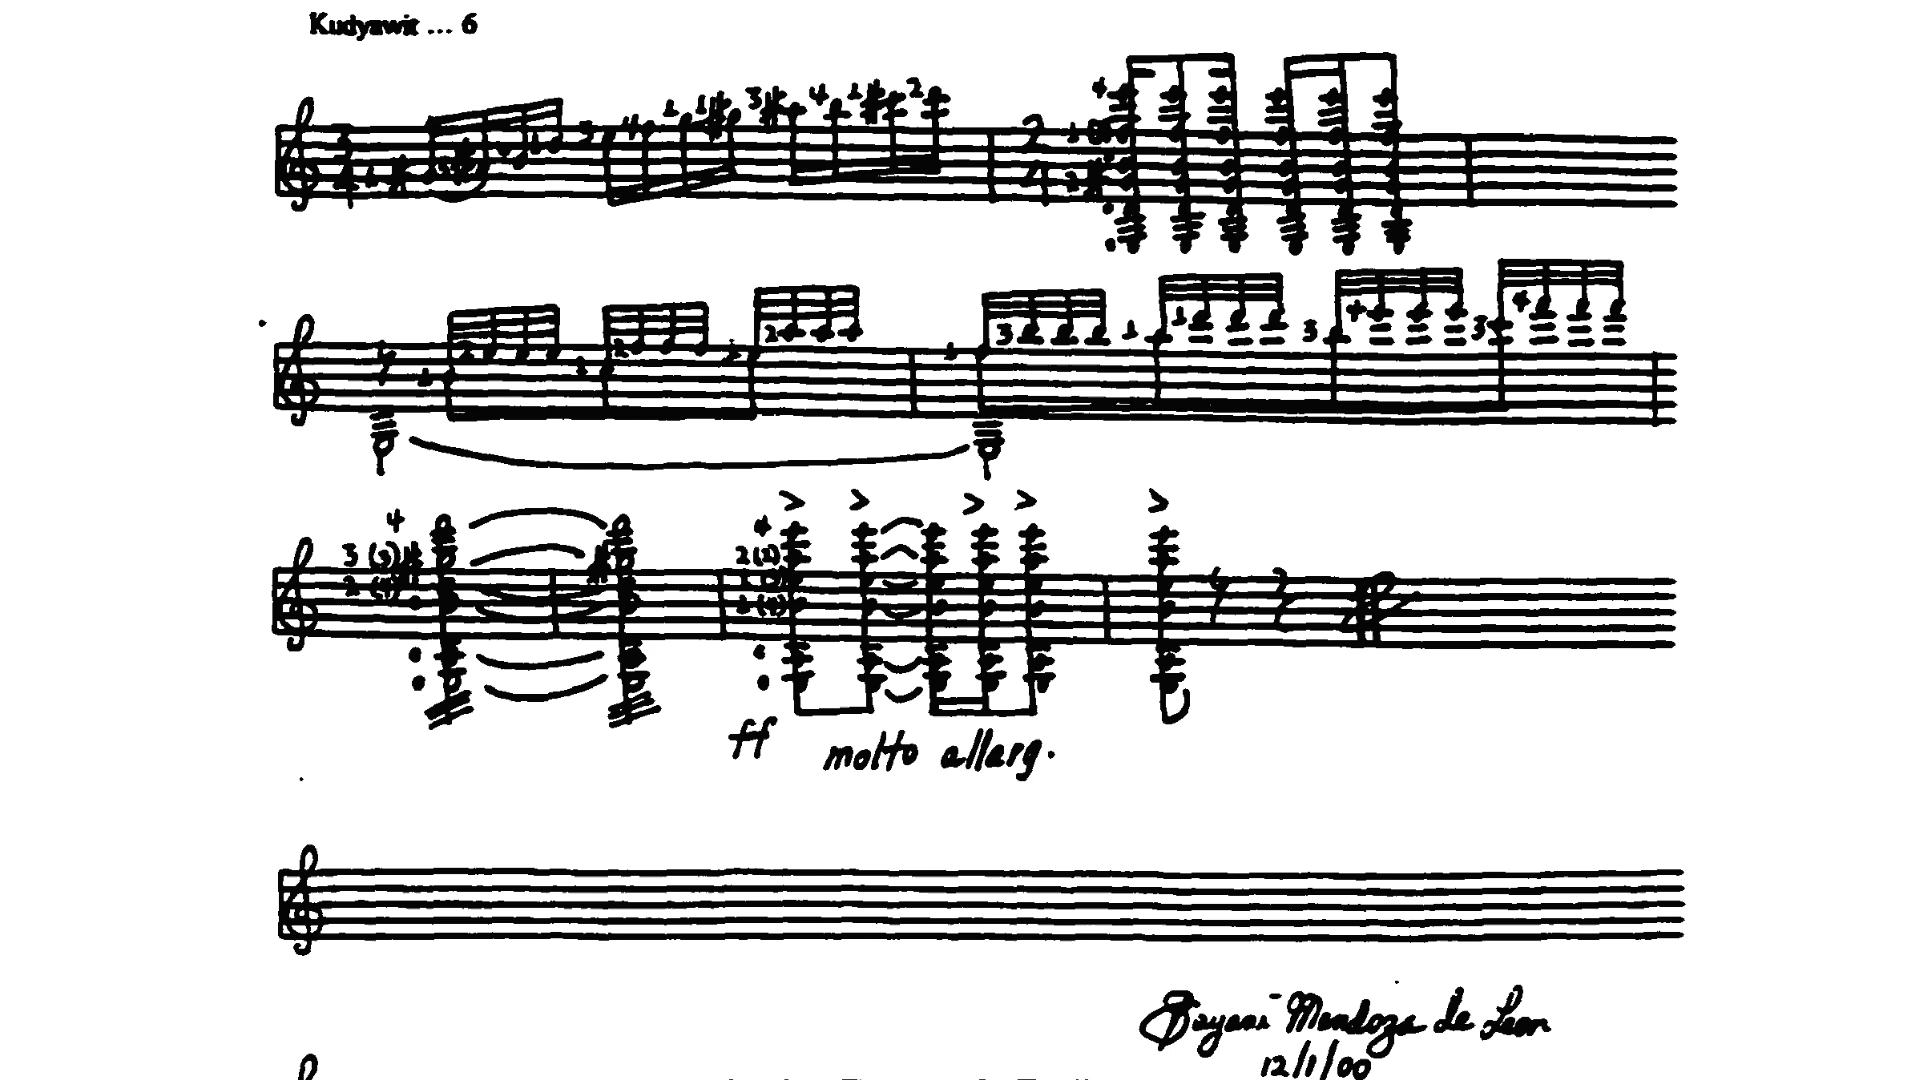 Kudyawit ... 6
ff molto allarg.
Bayani Mendoza de Leon
12/1/00